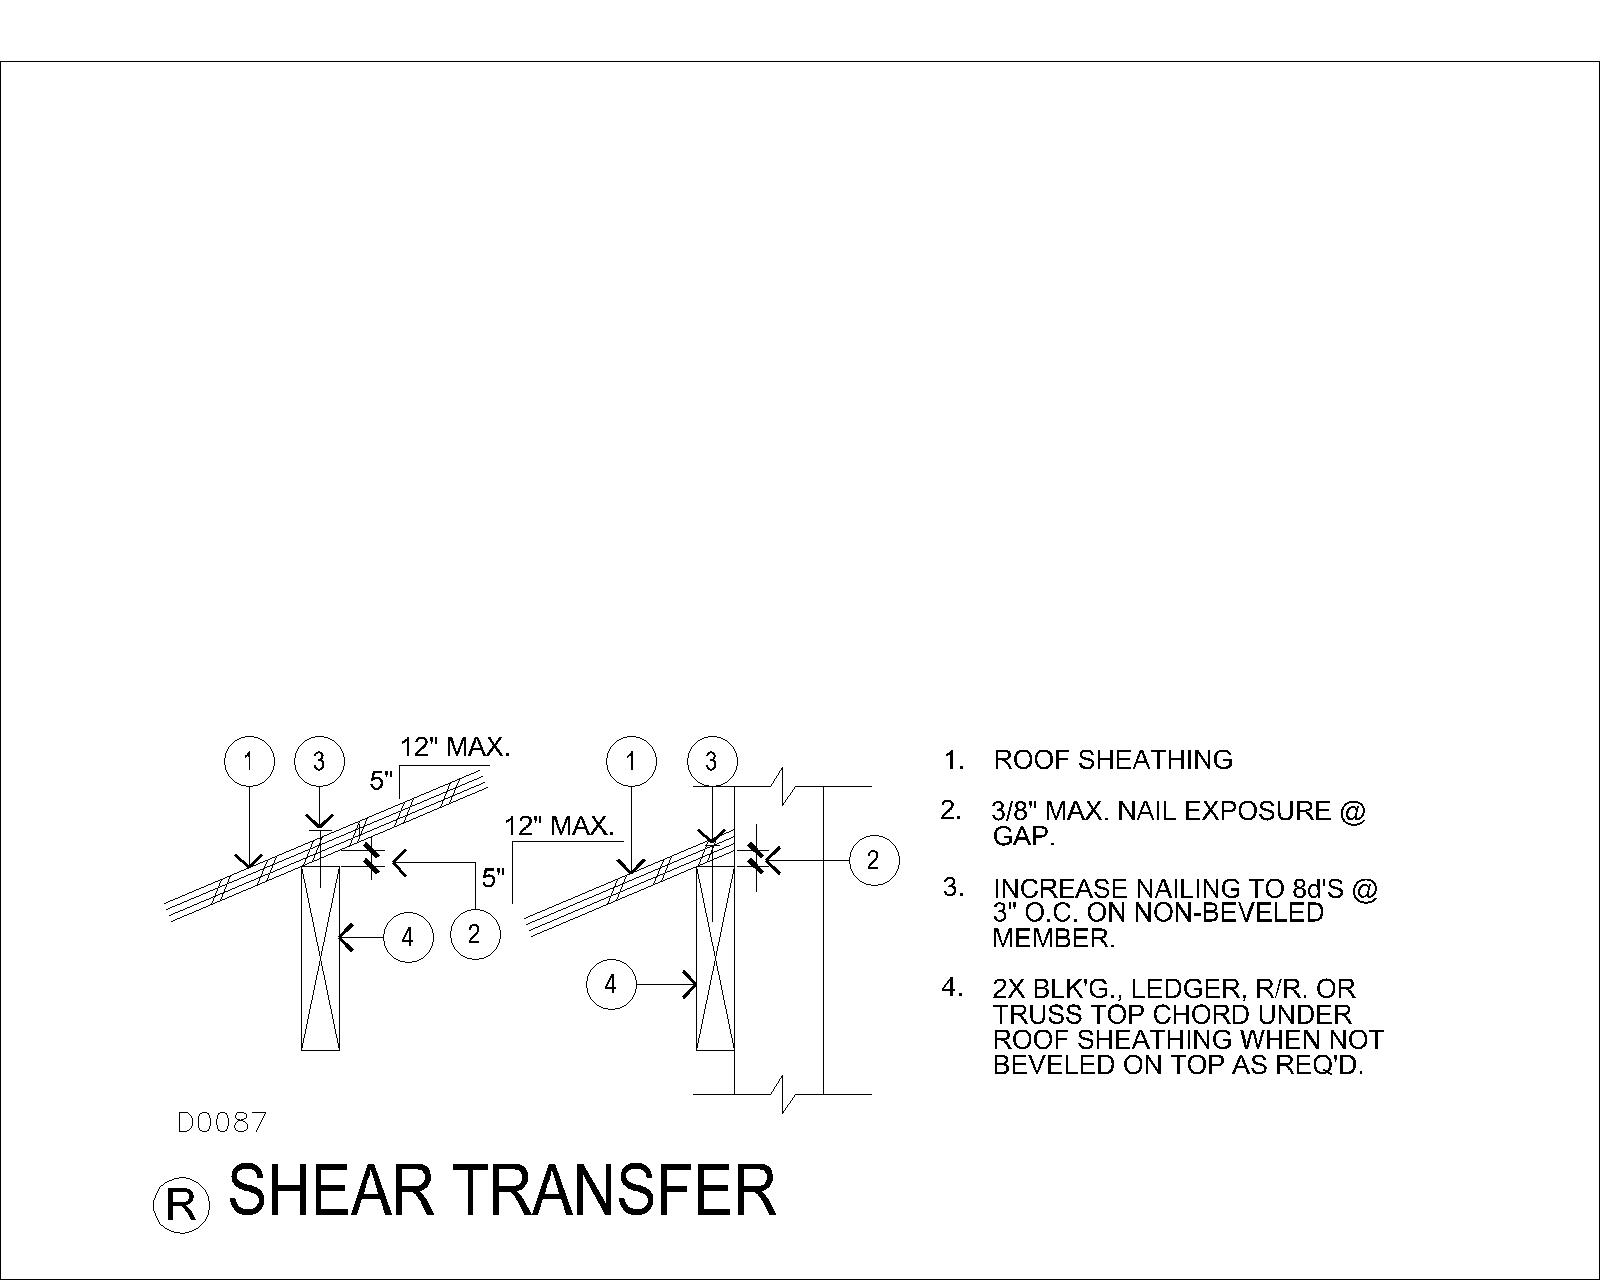 1
3
12" MAX.
5"
1
3
12" MAX.
5"
2
4
2
4
1. ROOF SHEATHING
2. 3/8" MAX. NAIL EXPOSURE @
GAP.
3. INCREASE NAILING TO 8d'S @
3" O.C. ON NON-BEVELED
MEMBER.
4. 2X BLK'G., LEDGER, R/R. OR
TRUSS TOP CHORD UNDER
ROOF SHEATHING WHEN NOT
BEVELED ON TOP AS REQ'D.
D0087
R SHEAR TRANSFER